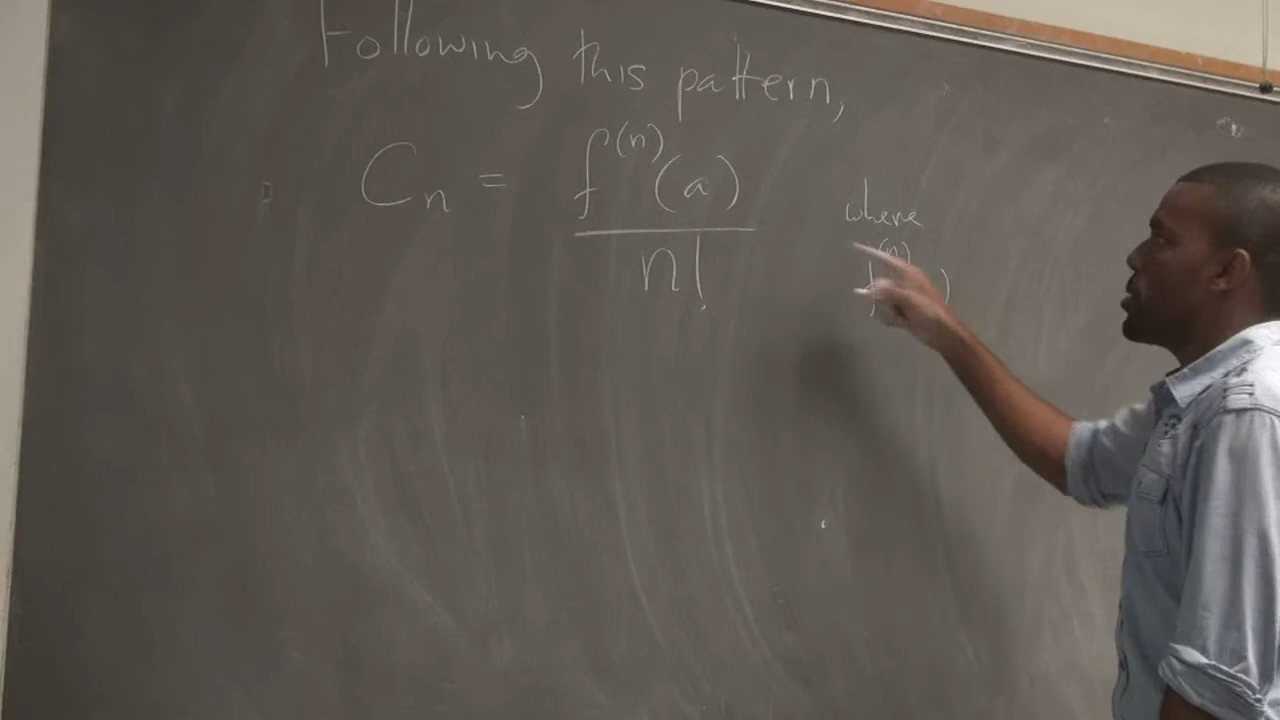 Following this pattern,
Cn = f^(n)(a) / n!
where
(n)
)